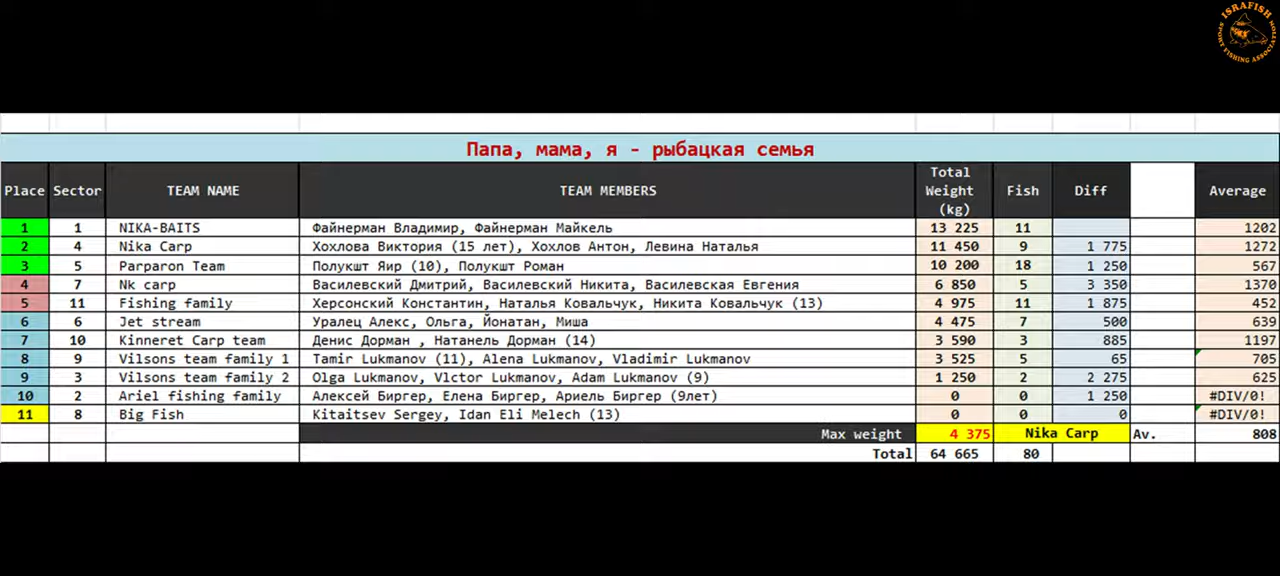 ISRAFISH
SPORT FISHING ASSOCIATION
Папа, мама, я - рыбацкая семья
Place Sector TEAM NAME TEAM MEMBERS Total Weight (kg) Fish Diff Average
1 1 NIKA-BAITS Файнерман Владимир, Файнерман Майкель 13 225 11 1202
2 4 Nika Carp Хохлова Виктория (15 лет), Хохлов Антон, Левина Наталья 11 450 9 1 775 1272
3 5 Parparon Team Полукшт Яир (10), Полукшт Роман 10 200 18 1 250 567
4 7 Nk carp Василевский Дмитрий, Василевский Никита, Василевская Евгения 6 850 5 3 350 1370
5 11 Fishing family Херсонский Константин, Наталья Ковальчук, Никита Ковальчук (13) 4 975 11 1 875 452
6 6 Jet stream Уралец Алекс, Ольга, Йонатан, Миша 4 475 7 500 639
7 10 Kinneret Carp team Денис Дорман , Натанель Дорман (14) 3 590 3 885 1197
8 9 Vilsons team family 1 Tamir Lukmanov (11), Alena Lukmanov, Vladimir Lukmanov 3 525 5 65 705
9 3 Vilsons team family 2 Olga Lukmanov, Vlctor Lukmanov, Adam Lukmanov (9) 1 250 2 2 275 625
10 2 Ariel fishing family Алексей Биргер, Елена Биргер, Ариель Биргер (9лет) 0 0 1 250 #DIV/0!
11 8 Big Fish Kitaitsev Sergey, Idan Eli Melech (13) 0 0 0 #DIV/0!
Max weight 4 375 Nika Carp Av. 808
Total 64 665 80